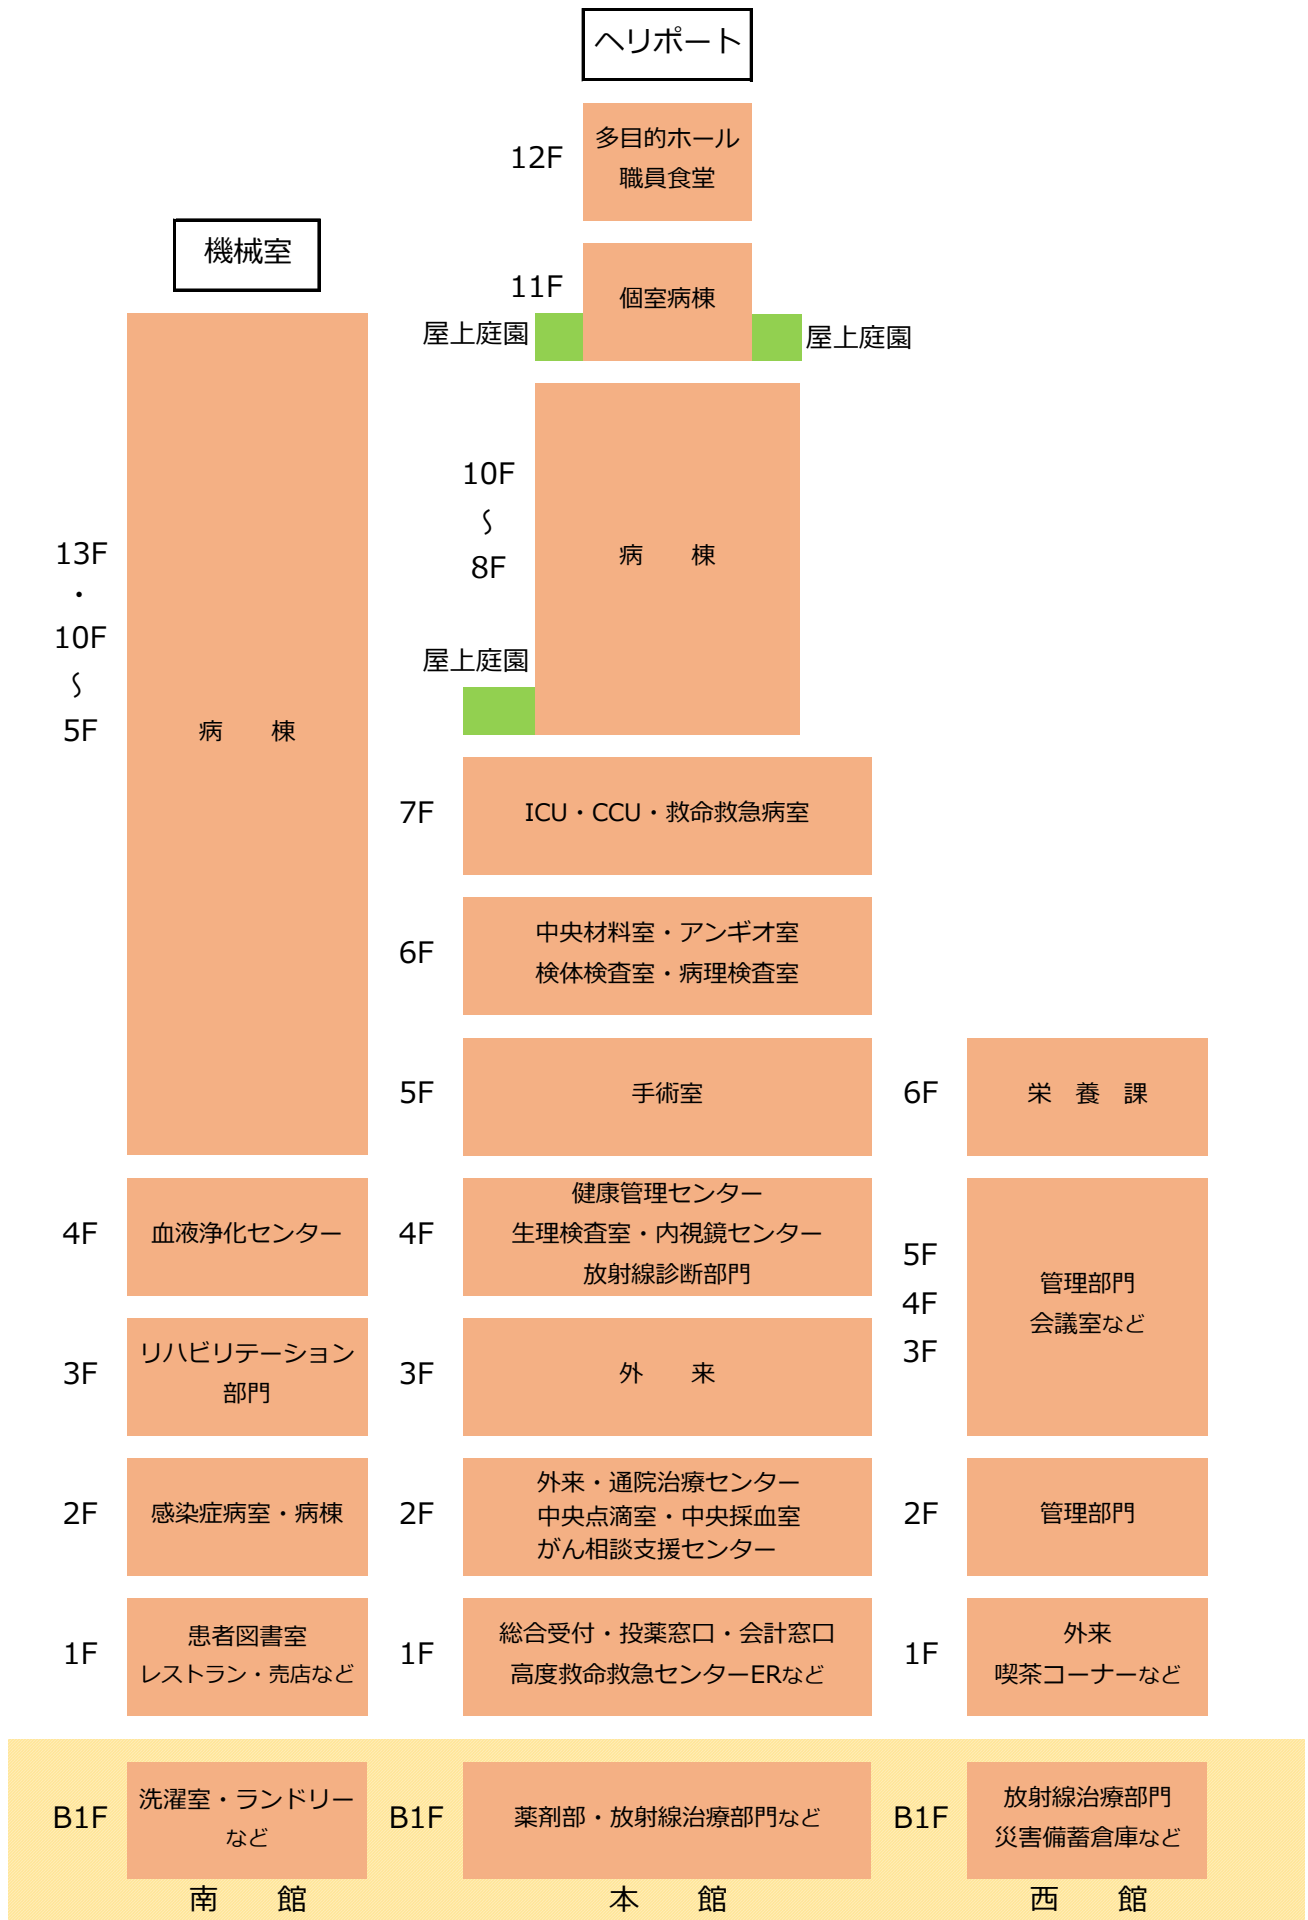 ヘリポート
12F
多目的ホール
職員食堂
機械室
11F
個室病棟
屋上庭園
屋上庭園
10F
〜
8F
病　棟
屋上庭園
13F
・
10F
〜
5F
病　棟
7F
ICU・CCU・救命救急病室
6F
中央材料室・アンギオ室
検体検査室・病理検査室
5F
手術室
6F
栄　養　課
4F
血液浄化センター
4F
健康管理センター
生理検査室・内視鏡センター
放射線診断部門
5F
4F
3F
管理部門
会議室など
3F
リハビリテーション
部門
3F
外　来
2F
感染症病室・病棟
2F
外来・通院治療センター
中央点滴室・中央採血室
がん相談支援センター
2F
管理部門
1F
患者図書室
レストラン・売店など
1F
総合受付・投薬窓口・会計窓口
高度救命救急センターERなど
1F
外来
喫茶コーナーなど
B1F
洗濯室・ランドリー
など
B1F
薬剤部・放射線治療部門など
B1F
放射線治療部門
災害備蓄倉庫など
南　館
本　館
西　館